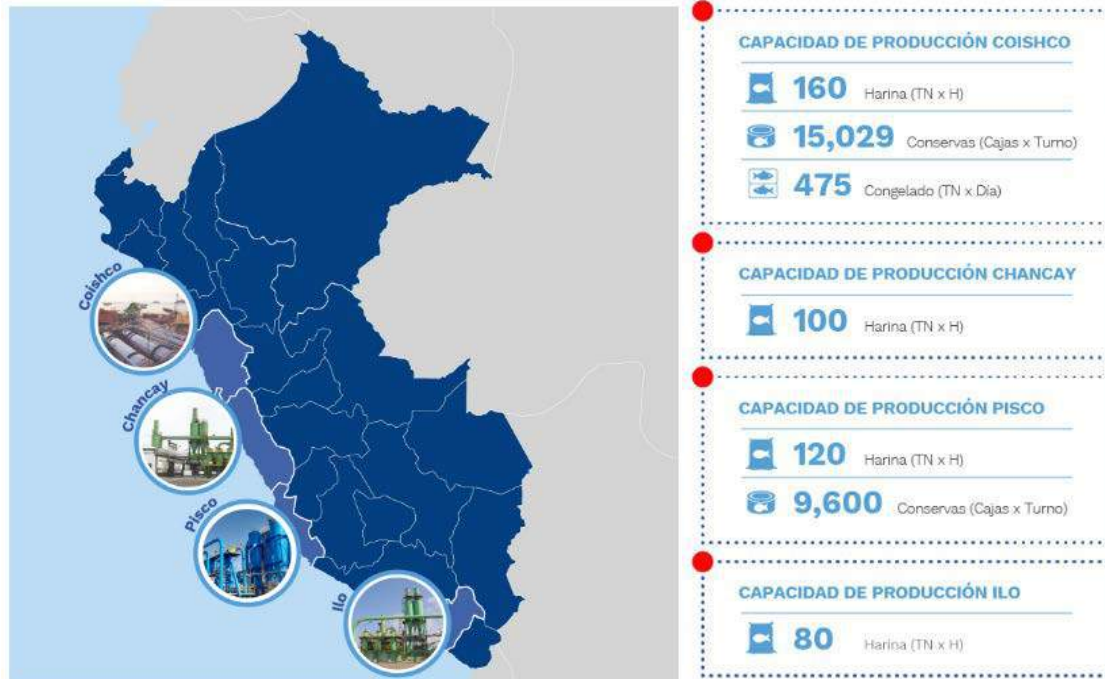 Coishco
Chancay
Pisco
Ilo
CAPACIDAD DE PRODUCCIÓN COISHCO
160 Harina (TN x H)
15,029 Conservas (Cajas x Turno)
475 Congelado (TN x Día)
CAPACIDAD DE PRODUCCIÓN CHANCAY
100 Harina (TN x H)
CAPACIDAD DE PRODUCCIÓN PISCO
120 Harina (TN x H)
9,600 Conservas (Cajas x Turno)
CAPACIDAD DE PRODUCCIÓN ILO
80 Harina (TN x H)